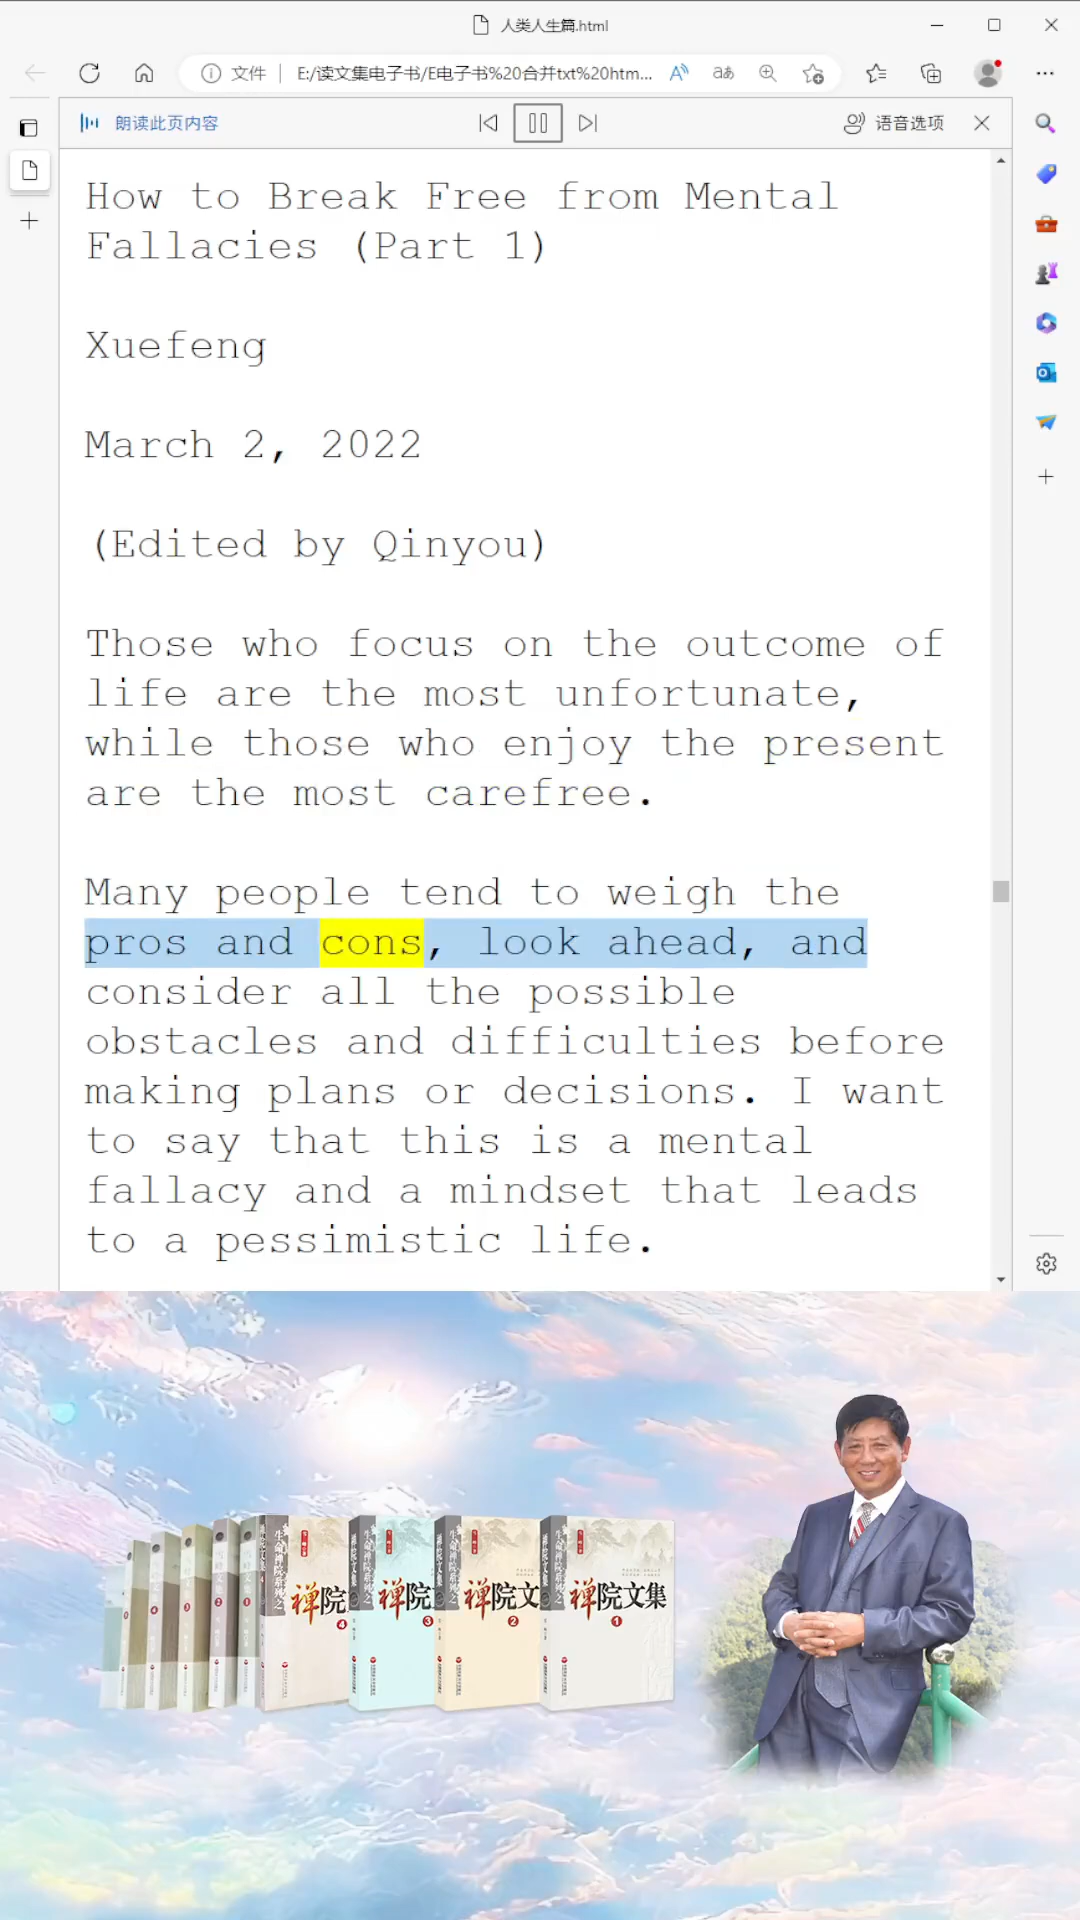 人类人生篇.html
文件
E:/读文集电子书/E电子书%20合并txt%20htm...
朗读此页内容
语音选项
How to Break Free from Mental
Fallacies (Part 1)
Xuefeng
March 2, 2022
(Edited by Qinyou)
Those who focus on the outcome of
life are the most unfortunate,
while those who enjoy the present
are the most carefree.
Many people tend to weigh the
pros and cons, look ahead, and
consider all the possible
obstacles and difficulties before
making plans or decisions. I want
to say that this is a mental
fallacy and a mindset that leads
to a pessimistic life.
禅院
4
禅院
3
禅院文
2
禅院文集
1